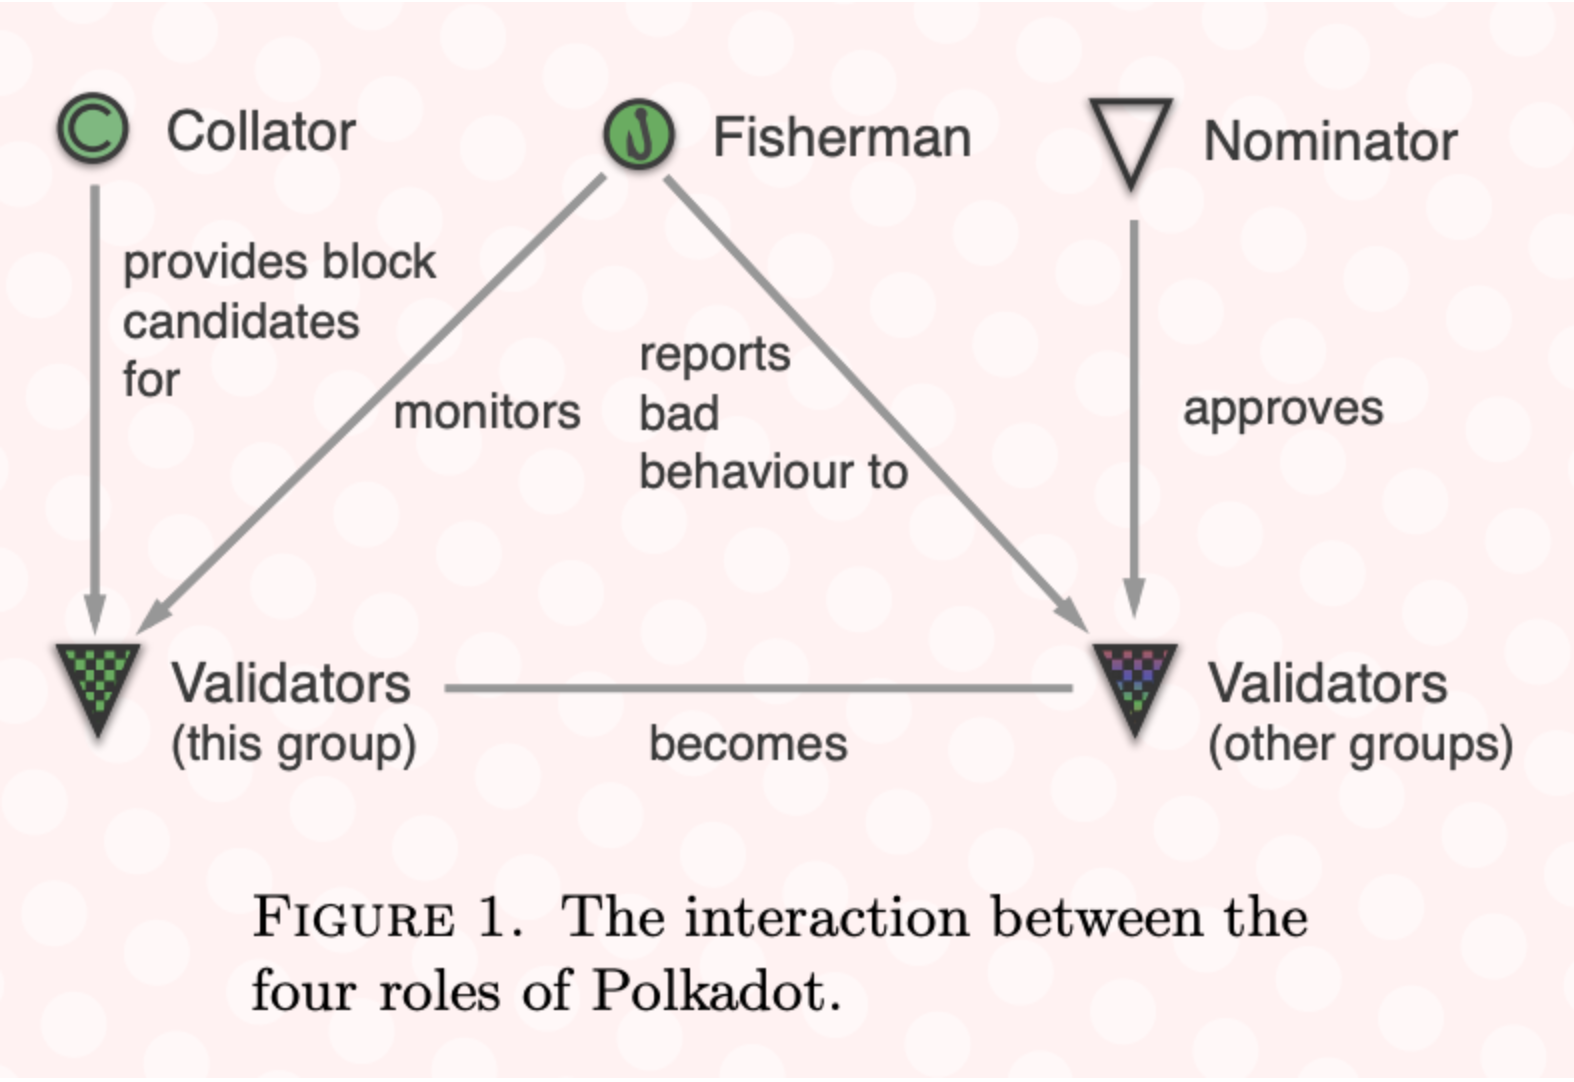 Collator
Fisherman
Nominator
provides block
candidates
for
monitors
reports
bad
behaviour to
approves
Validators
(this group)
becomes
Validators
(other groups)
FIGURE 1. The interaction between the
four roles of Polkadot.